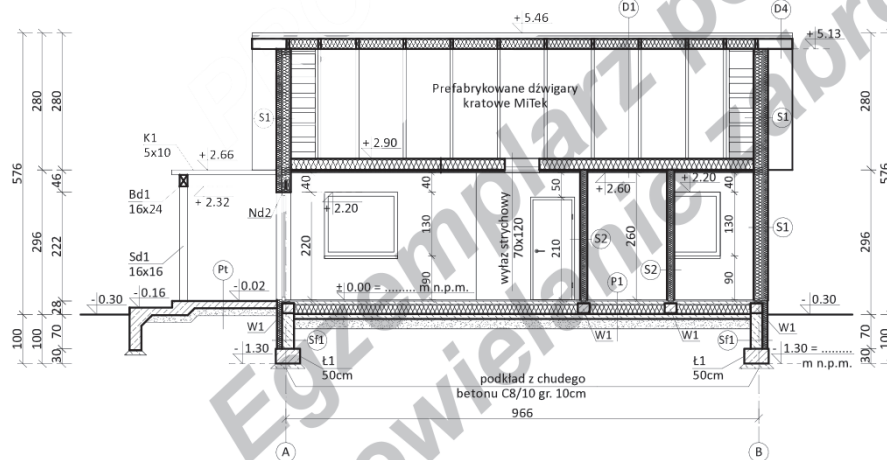 D1
D4
+ 5.46
+ 5.13
Prefabrykowane dźwigary
kratowe MiTek
S1
S1
280
280
280
K1
5x10
+ 2.66
+ 2.90
576
576
46
40
40
50
+ 2.60
+ 2.20
40
Bd1
16x24
+ 2.32
Nd2
+ 2.20
296
222
220
130
wyłaz strychowy
70x120
210
S2
260
130
S1
296
Sd1
16x16
Pt
S2
90
P1
90
- 0.30
- 0.16
- 0.02
± 0.00 = ......... m n.p.m.
- 0.30
28
100
100
70
30
W1
Sf1
W1
W1
Sf1
W1
70
100
30
- 1.30
Ł1
50cm
Ł1
50cm
- 1.30 = .........
m n.p.m.
podkład z chudego
betonu C8/10 gr. 10cm
966
A
B
Egzemplarz